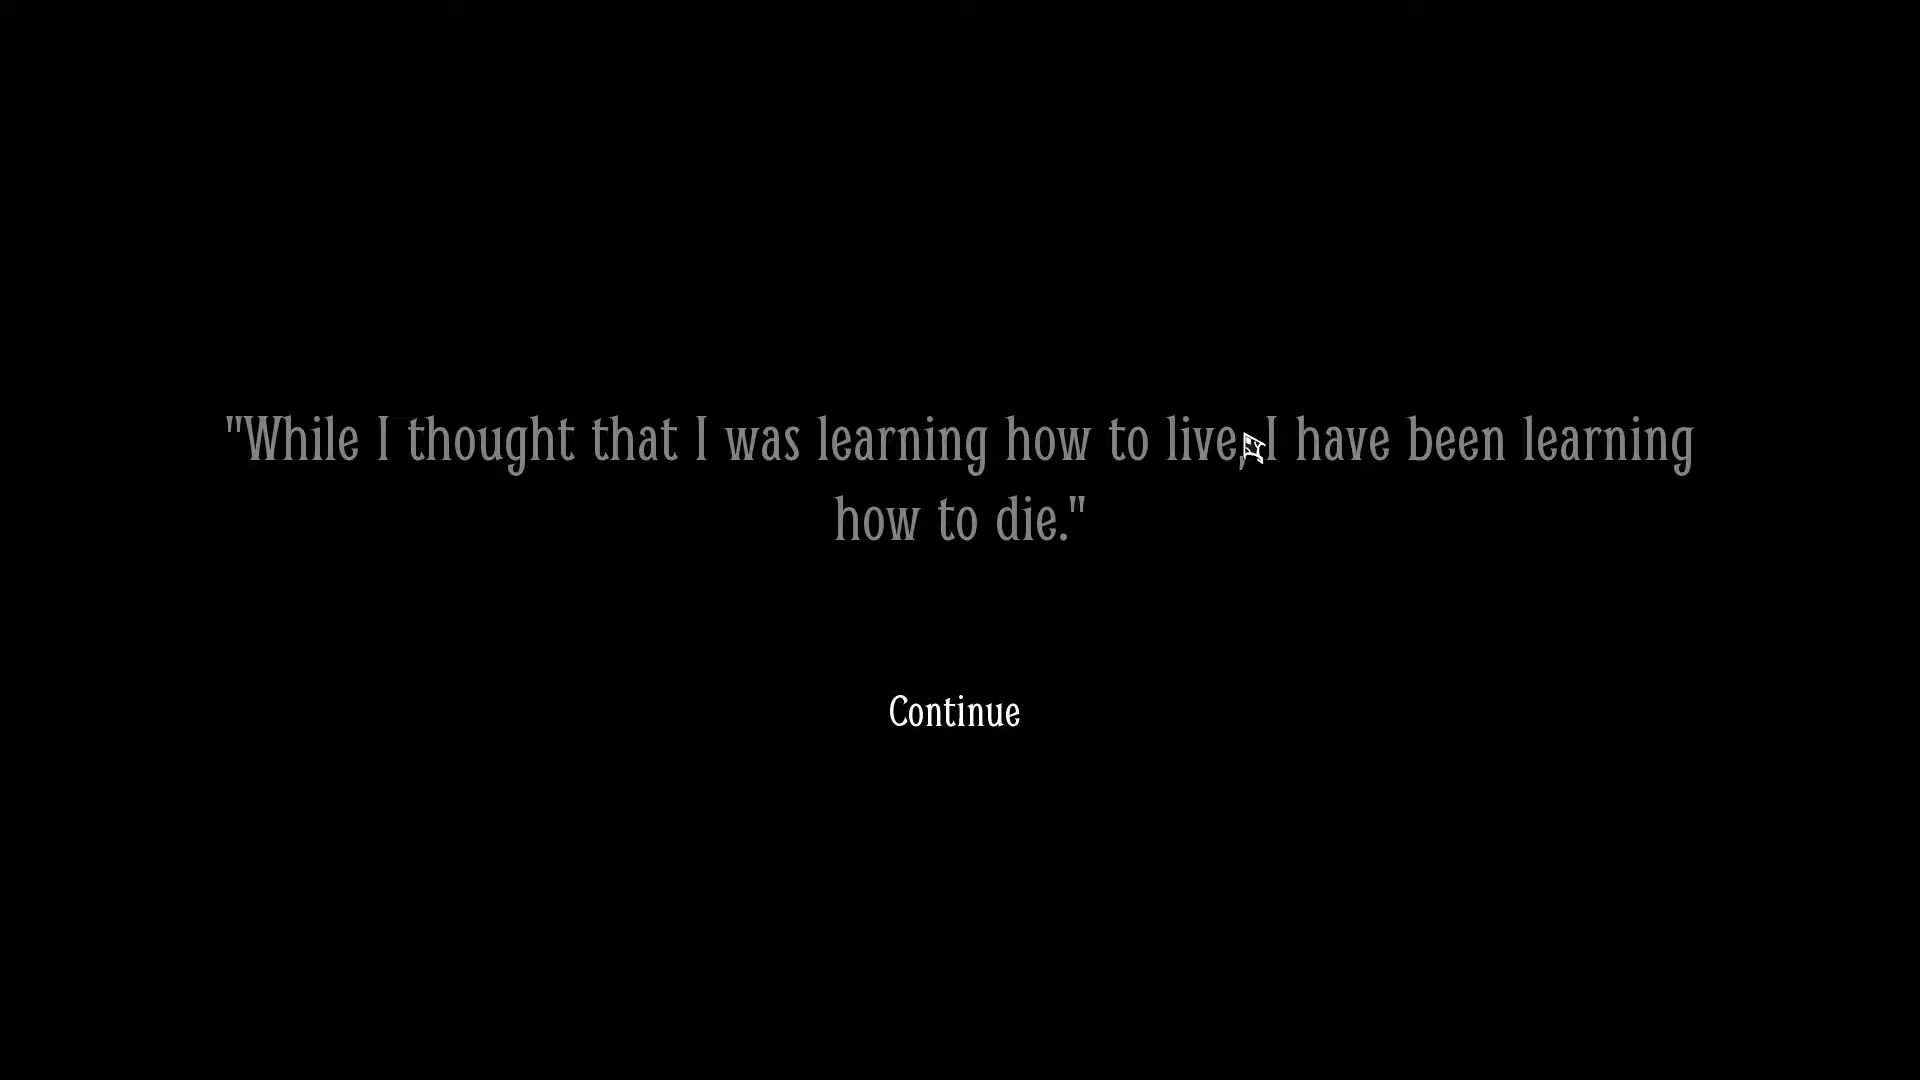 "While I thought that I was learning how to live, I have been learning
how to die."
Continue